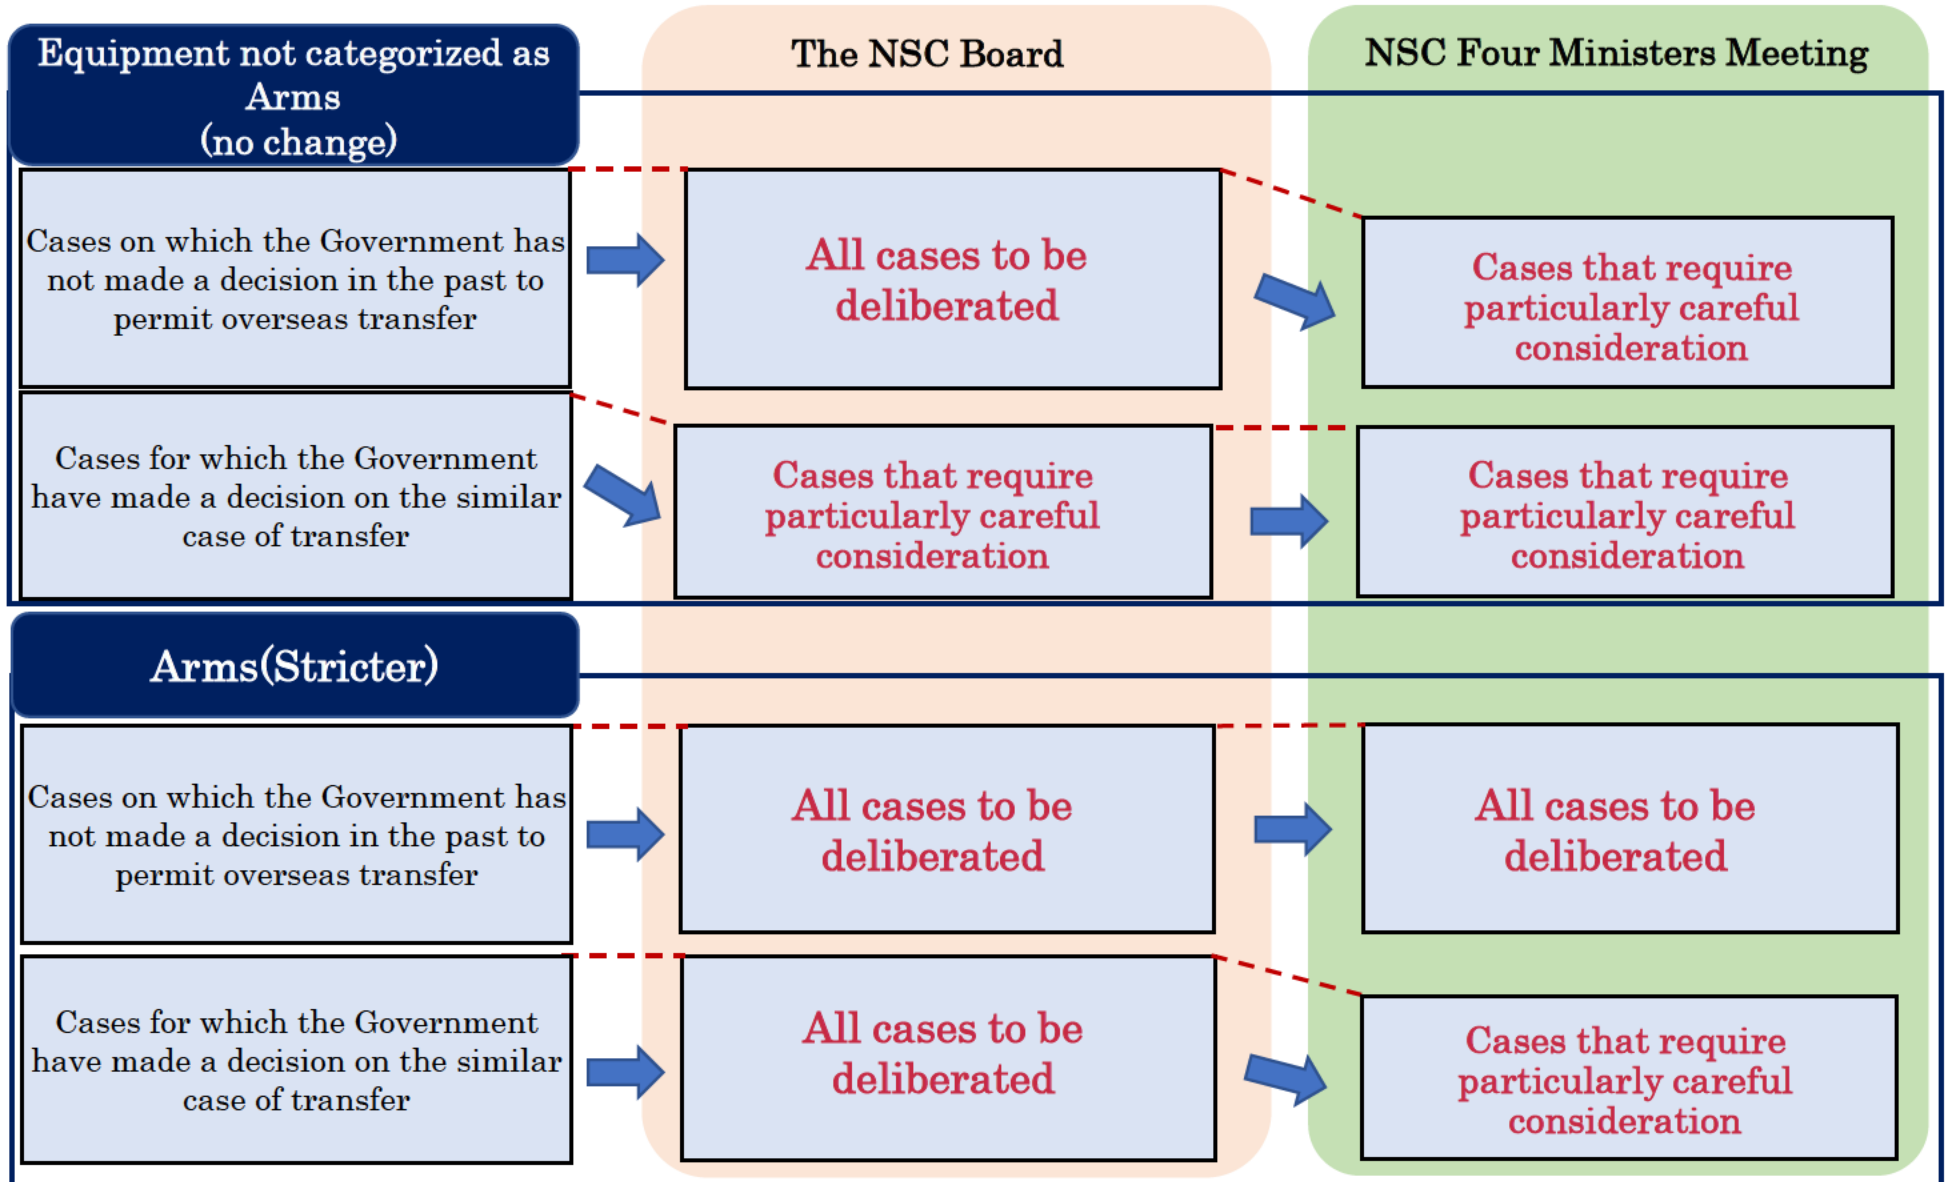 Equipment not categorized as
Arms
(no change)
The NSC Board
NSC Four Ministers Meeting
Cases on which the Government has
not made a decision in the past to
permit overseas transfer
All cases to be
deliberated
Cases that require
particularly careful
consideration
Cases for which the Government
have made a decision on the similar
case of transfer
Cases that require
particularly careful
consideration
Cases that require
particularly careful
consideration
Arms(Stricter)
Cases on which the Government has
not made a decision in the past to
permit overseas transfer
All cases to be
deliberated
All cases to be
deliberated
Cases for which the Government
have made a decision on the similar
case of transfer
All cases to be
deliberated
Cases that require
particularly careful
consideration